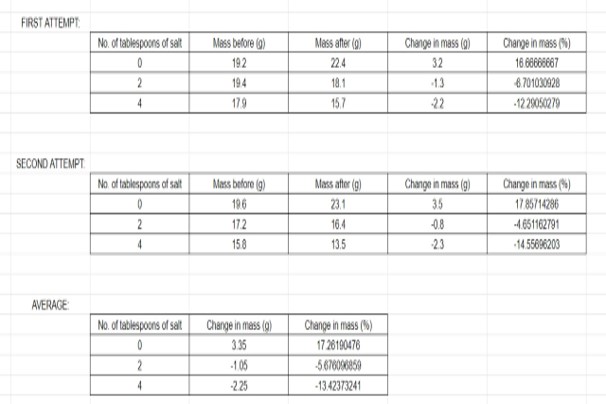 FIRST ATTEMPT:
No. of tablespoons of salt Mass before (g) Mass after (g) Change in mass (g) Change in mass (%)
0 19.2 22.4 3.2 16.66666667
2 19.4 18.1 -1.3 -6.701030928
4 17.9 15.7 -2.2 -12.29050279
SECOND ATTEMPT:
No. of tablespoons of salt Mass before (g) Mass after (g) Change in mass (g) Change in mass (%)
0 19.6 23.1 3.5 17.85714286
2 17.2 16.4 -0.8 -4.651162791
4 15.8 13.5 -2.3 -14.55696203
AVERAGE:
No. of tablespoons of salt Change in mass (g) Change in mass (%)
0 3.35 17.26190476
2 -1.05 -5.676096859
4 -2.25 -13.42373241